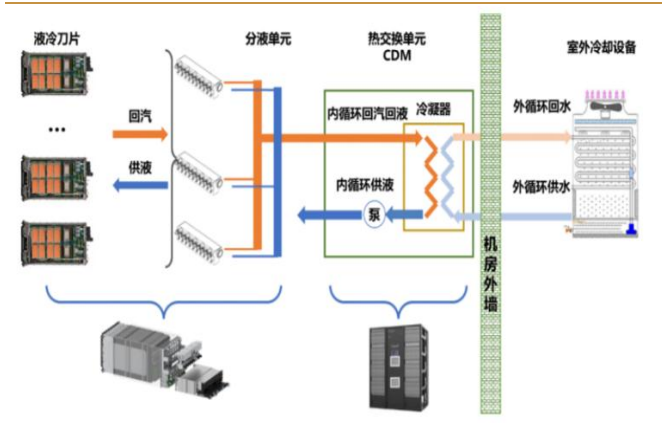 液冷刀片
分液单元
热交换单元
CDM
室外冷却设备
回汽
供液
...
内循环回汽回液
冷凝器
内循环供液
泵
外循环回水
外循环供水
机房外墙